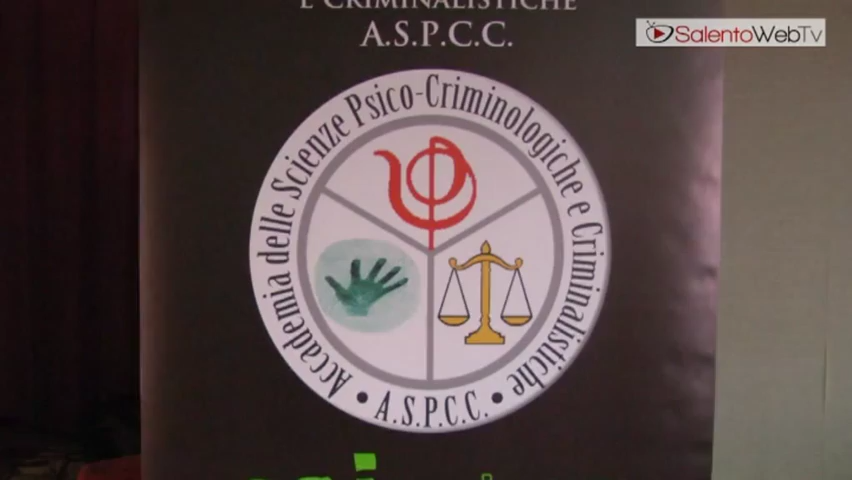 E CRIMINALISTICHE
A.S.P.C.C.
SalentoWebTv
Accademia delle Scienze Psico-Criminologiche e Criminalistiche
• A.S.P.C.C. •